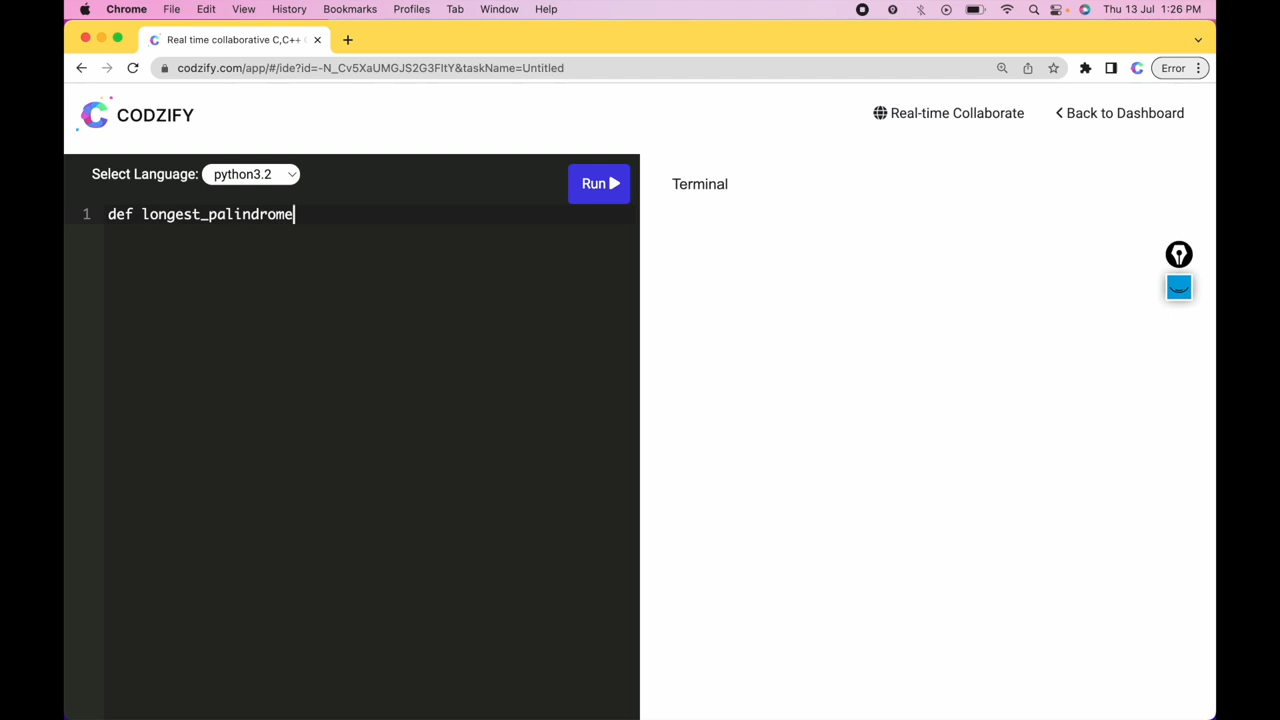 Chrome File Edit View History Bookmarks Profiles Tab Window Help Thu 13 Jul 1:26 PM
Real time collaborative C,C++
codzify.com/app/#/ide?id=-N_Cv5XaUMGJS2G3FltY&taskName=Untitled Error
CODZIFY Real-time Collaborate Back to Dashboard
Select Language: python3.2 Run Terminal
1 def longest_palindrome